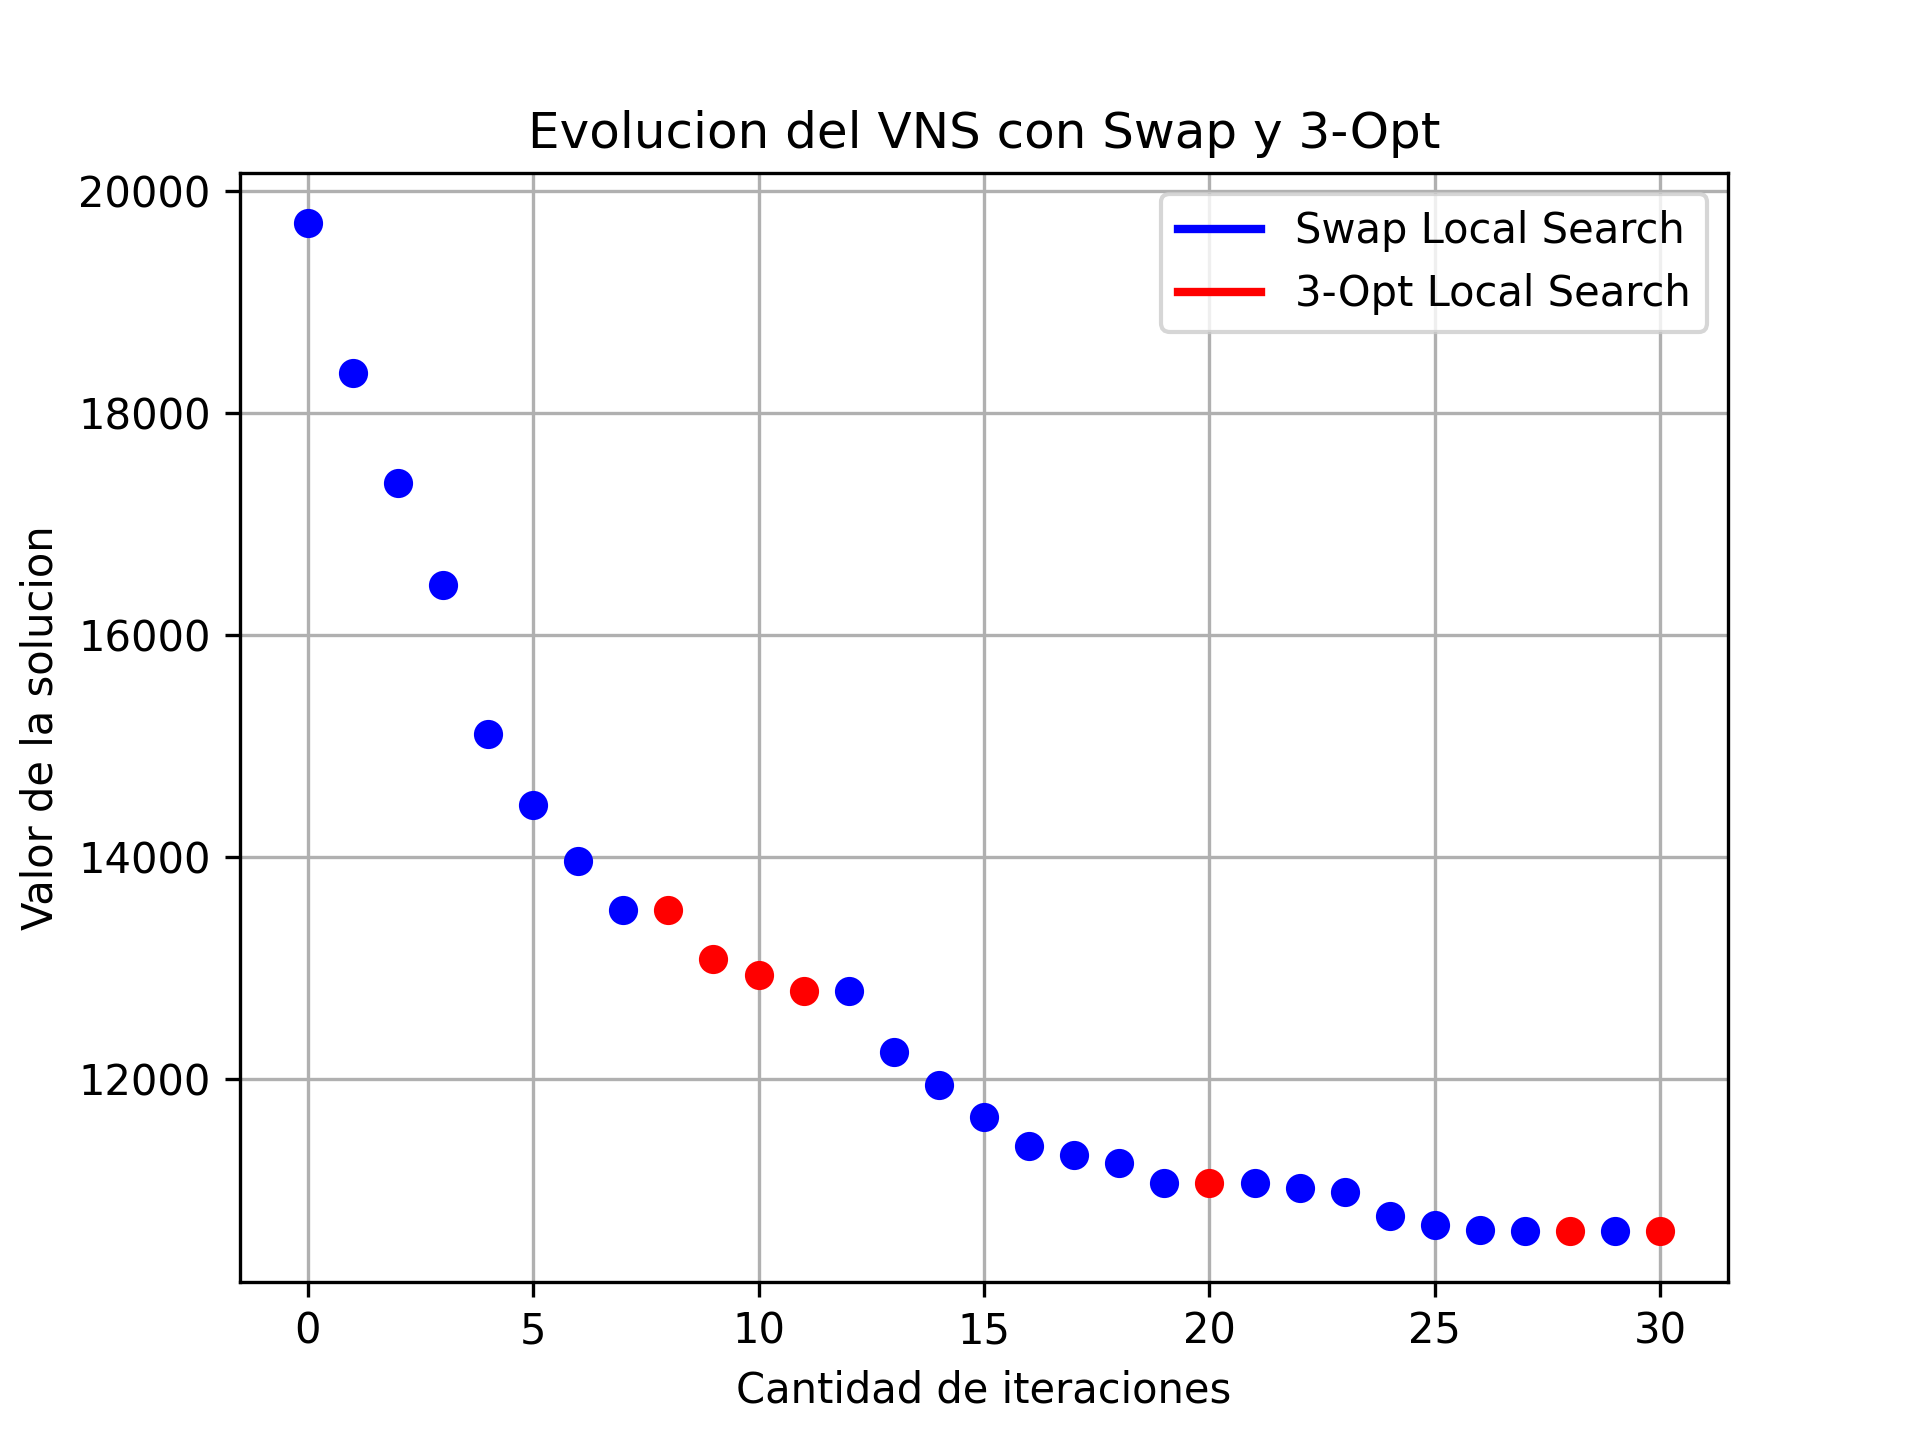 Evolucion del VNS con Swap y 3-Opt
Swap Local Search
3-Opt Local Search
Valor de la solucion
20000
18000
16000
14000
12000
0 5 10 15 20 25 30
Cantidad de iteraciones